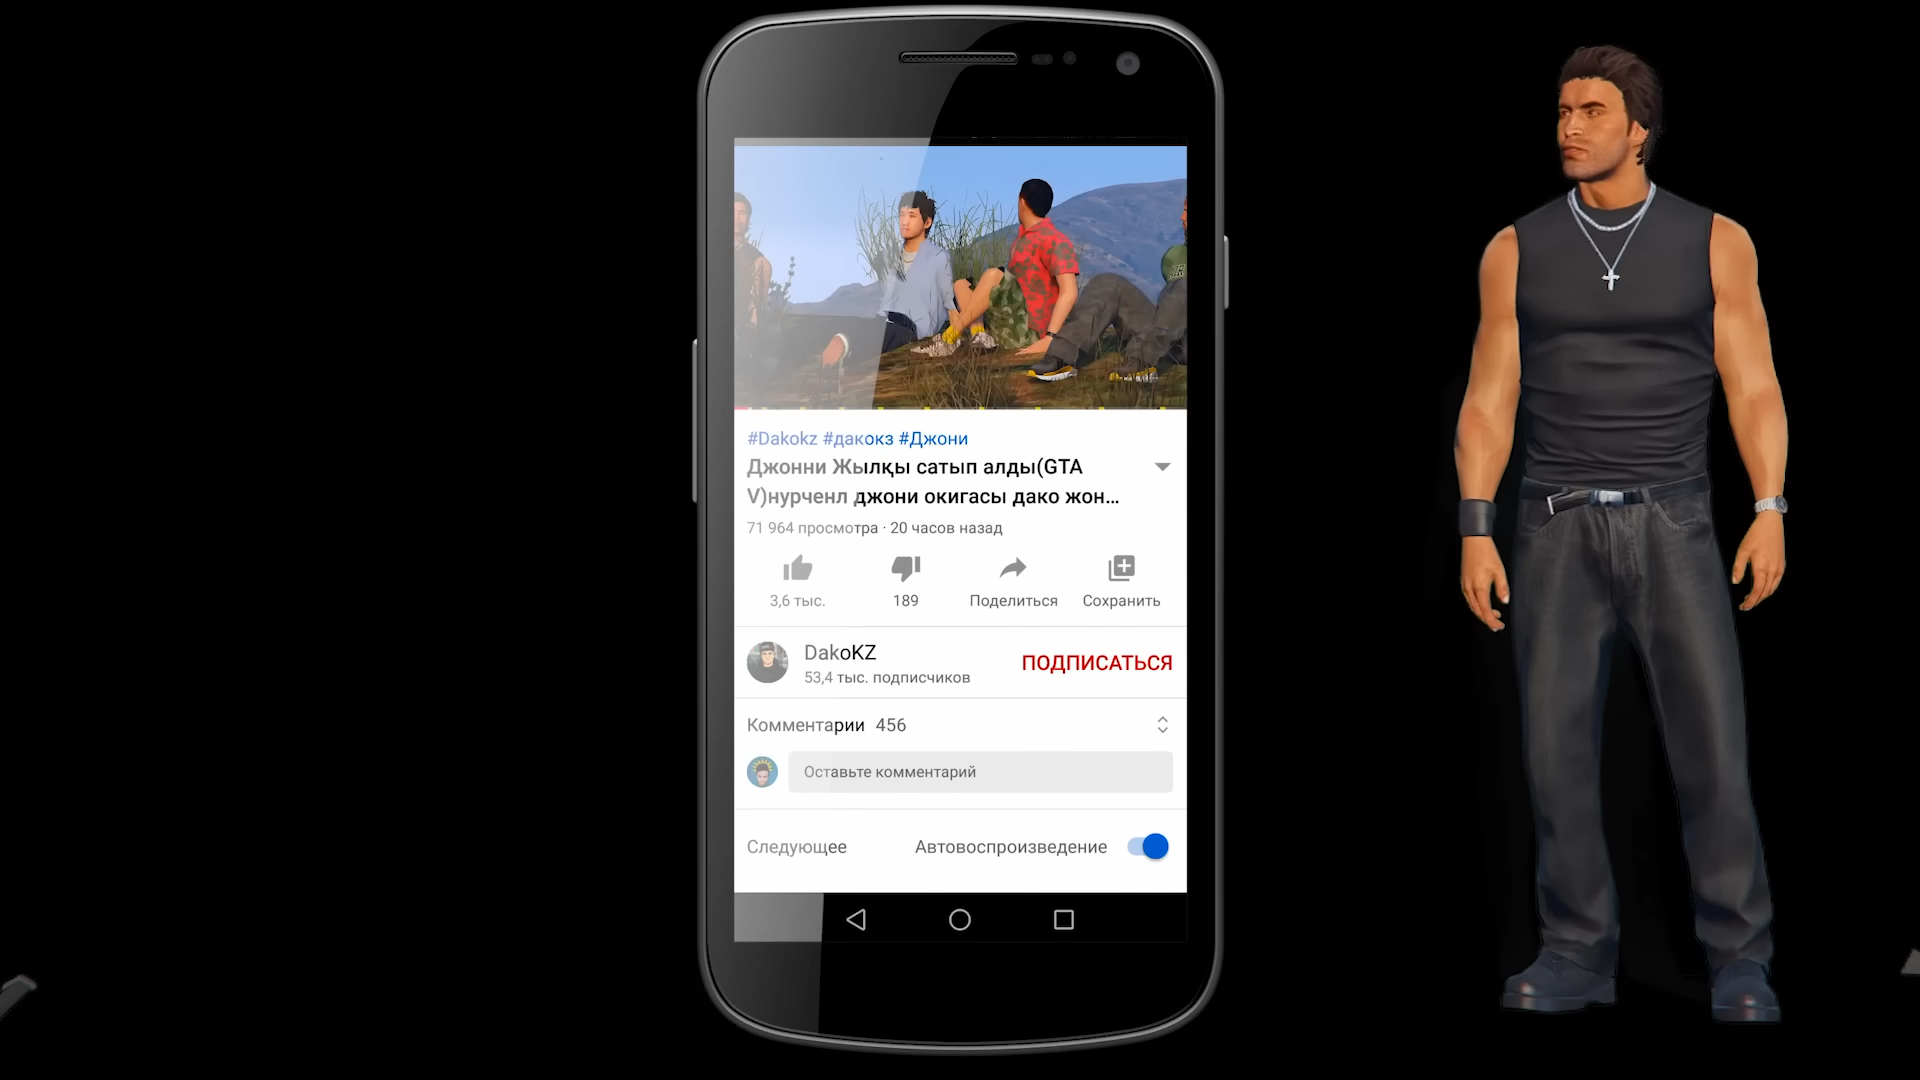 #Dakokz #дакокз #Джони
Джонни Жылқы сатып алды(GTA
V)нурченл джони окигасы дако жон...
71 964 просмотра · 20 часов назад
3,6 тыс.
189
Поделиться
Сохранить
DakoKZ
53,4 тыс. подписчиков
ПОДПИСАТЬСЯ
Комментарии 456
Оставьте комментарий
Следующее
Автовоспроизведение